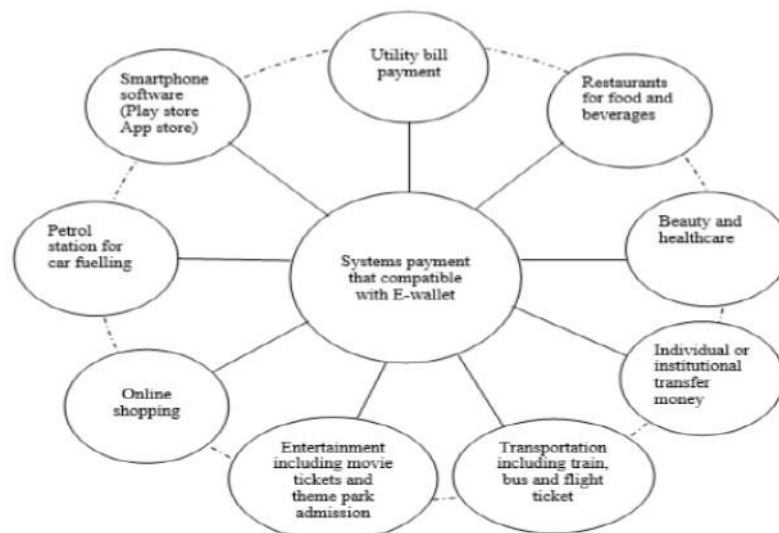 Utility bill
payment
Restaurants
for food and
beverages
Beauty and
healthcare
Individual or
institutional
transfer
money
Transportation
including train,
bus and flight
ticket
Entertainment
including movie
tickets and
theme park
admission
Online
shopping
Petrol
station for
car fuelling
Smartphone
software
(Play store
App store)
Systems payment
that compatible
with E-wallet